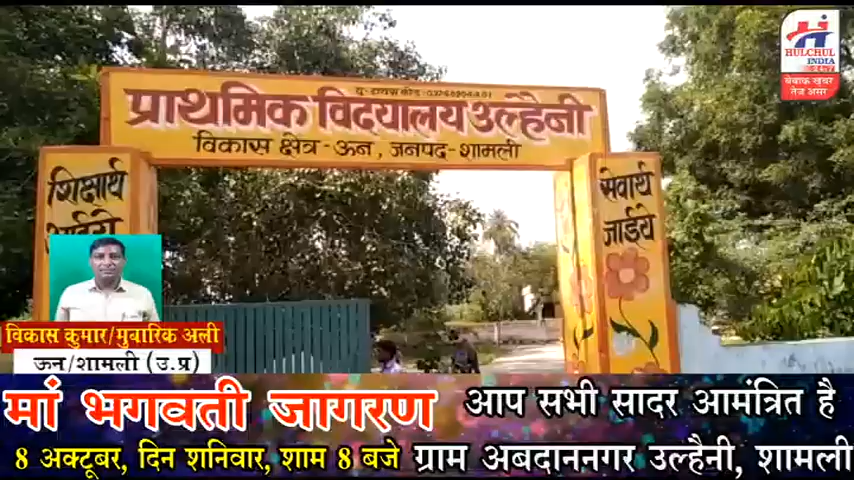 HULCHUL
INDIA
बेबाक खबर
तेज असर
प्राथमिक विद्यालय उल्हैनी
विकास क्षेत्र-ऊन, जनपद-शामली
शिक्षार्थ
आईये
सेवार्थ
जाईये
विकास कुमार/मुबारिक अली
ऊन/शामली (उ.प्र)
मां भगवती जागरण
आप सभी सादर आमंत्रित है
8 अक्टूबर, दिन शनिवार, शाम 8 बजे
ग्राम अबदाननगर उल्हैनी, शामली